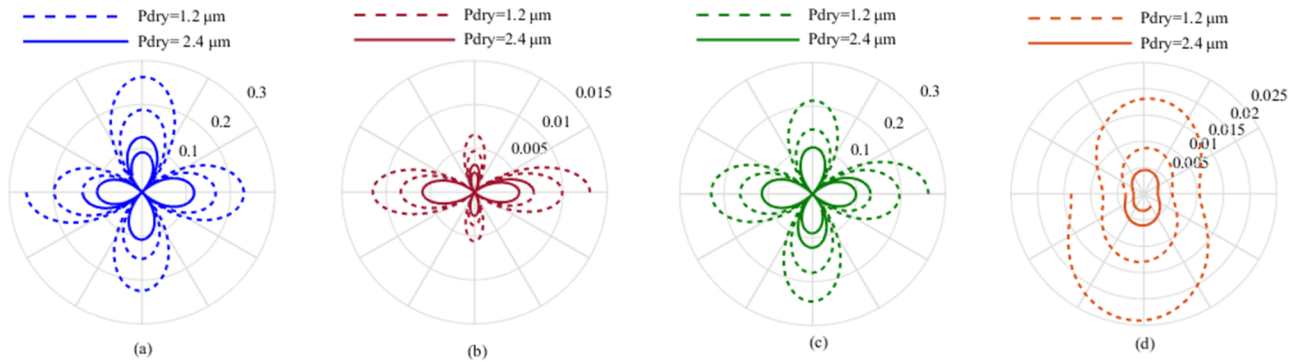 Pdry=1.2 μm
Pdry= 2.4 μm
0.3
0.2
0.1
(a)
Pdry=1.2 μm
Pdry=2.4 μm
0.015
0.01
0.005
(b)
Pdry=1.2 μm
Pdry=2.4 μm
0.3
0.2
0.1
(c)
Pdry=1.2 μm
Pdry=2.4 μm
0.025
0.02
0.015
0.01
0.005
(d)